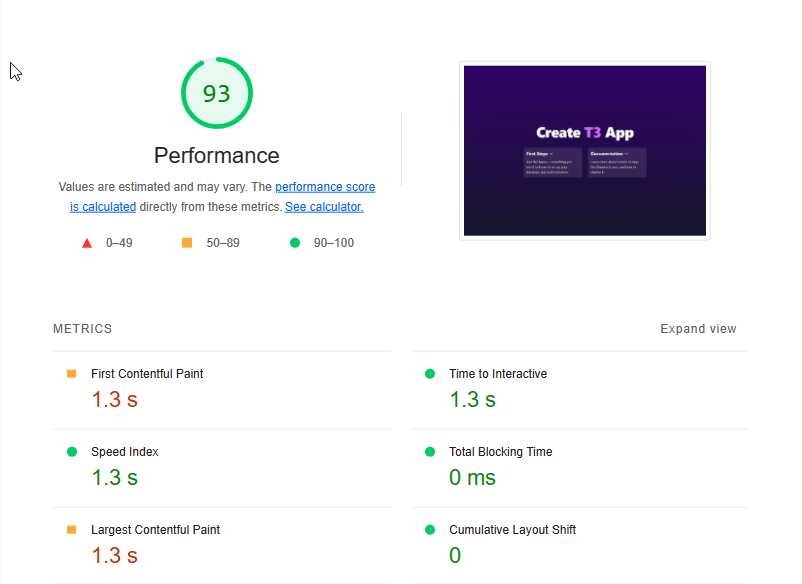 93
Performance
Values are estimated and may vary. The performance score
is calculated directly from these metrics. See calculator.
0–49
50–89
90–100
Create T3 App
First Steps →
Documentation →
METRICS
Expand view
First Contentful Paint
1.3 s
Time to Interactive
1.3 s
Speed Index
1.3 s
Total Blocking Time
0 ms
Largest Contentful Paint
1.3 s
Cumulative Layout Shift
0